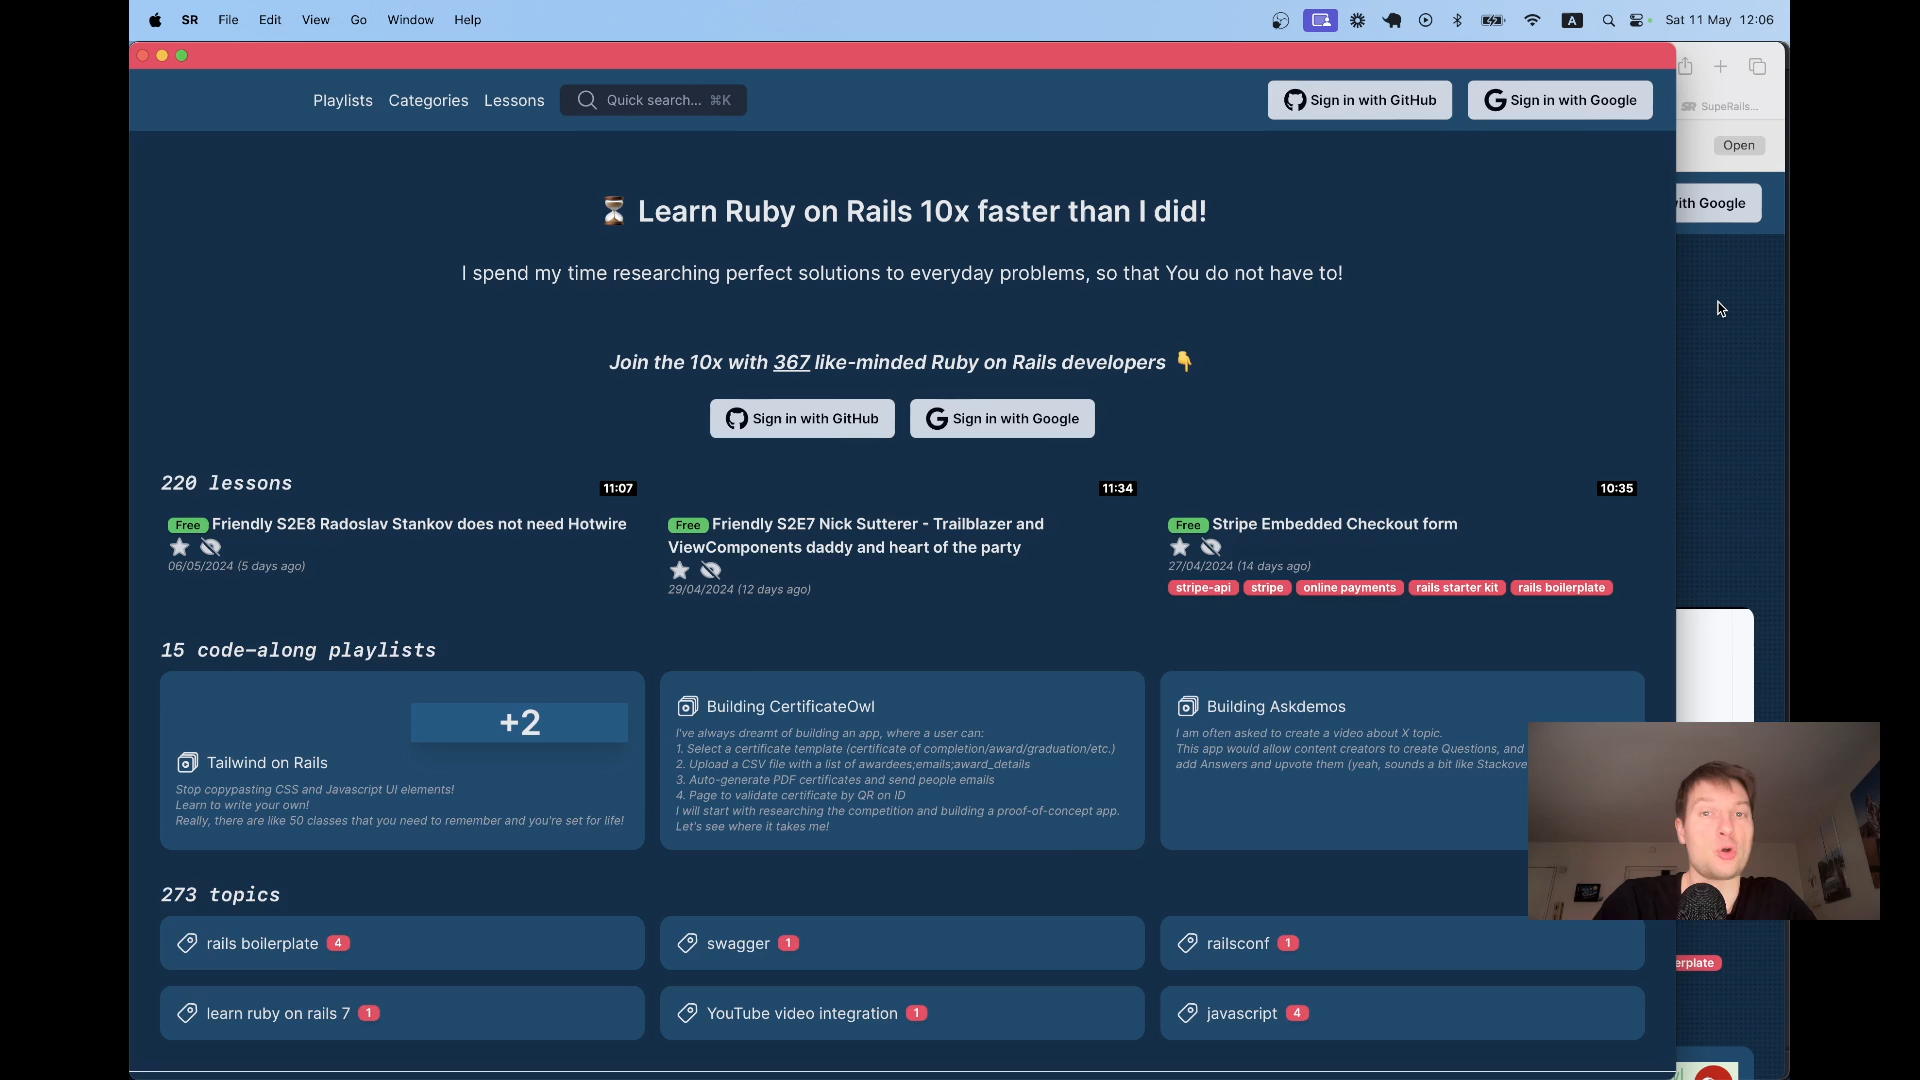 SR File Edit View Go Window Help
A Sat 11 May 12:06
Playlists Categories Lessons Quick search... ⌘K Sign in with GitHub Sign in with Google
SR SupeRails...
Open
with Google
⏳ Learn Ruby on Rails 10x faster than I did!
I spend my time researching perfect solutions to everyday problems, so that You do not have to!
Join the 10x with 367 like-minded Ruby on Rails developers 👇
Sign in with GitHub Sign in with Google
220 lessons
11:07
Free Friendly S2E8 Radoslav Stankov does not need Hotwire
06/05/2024 (5 days ago)
11:34
Free Friendly S2E7 Nick Sutterer - Trailblazer and
ViewComponents daddy and heart of the party
29/04/2024 (12 days ago)
10:35
Free Stripe Embedded Checkout form
27/04/2024 (14 days ago)
stripe-api stripe online payments rails starter kit rails boilerplate
15 code-along playlists
+2
Tailwind on Rails
Stop copypasting CSS and Javascript UI elements!
Learn to write your own!
Really, there are like 50 classes that you need to remember and you're set for life!
Building CertificateOwl
I've always dreamt of building an app, where a user can:
1. Select a certificate template (certificate of completion/award/graduation/etc.)
2. Upload a CSV file with a list of awardees;emails;award_details
3. Auto-generate PDF certificates and send people emails
4. Page to validate certificate by QR on ID
I will start with researching the competition and building a proof-of-concept app.
Let's see where it takes me!
Building Askdemos
I am often asked to create a video about X topic.
This app would allow content creators to create Questions, and
add Answers and upvote them (yeah, sounds a bit like Stackove
273 topics
rails boilerplate 4
swagger 1
railsconf 1
erplate
learn ruby on rails 7 1
YouTube video integration 1
javascript 4